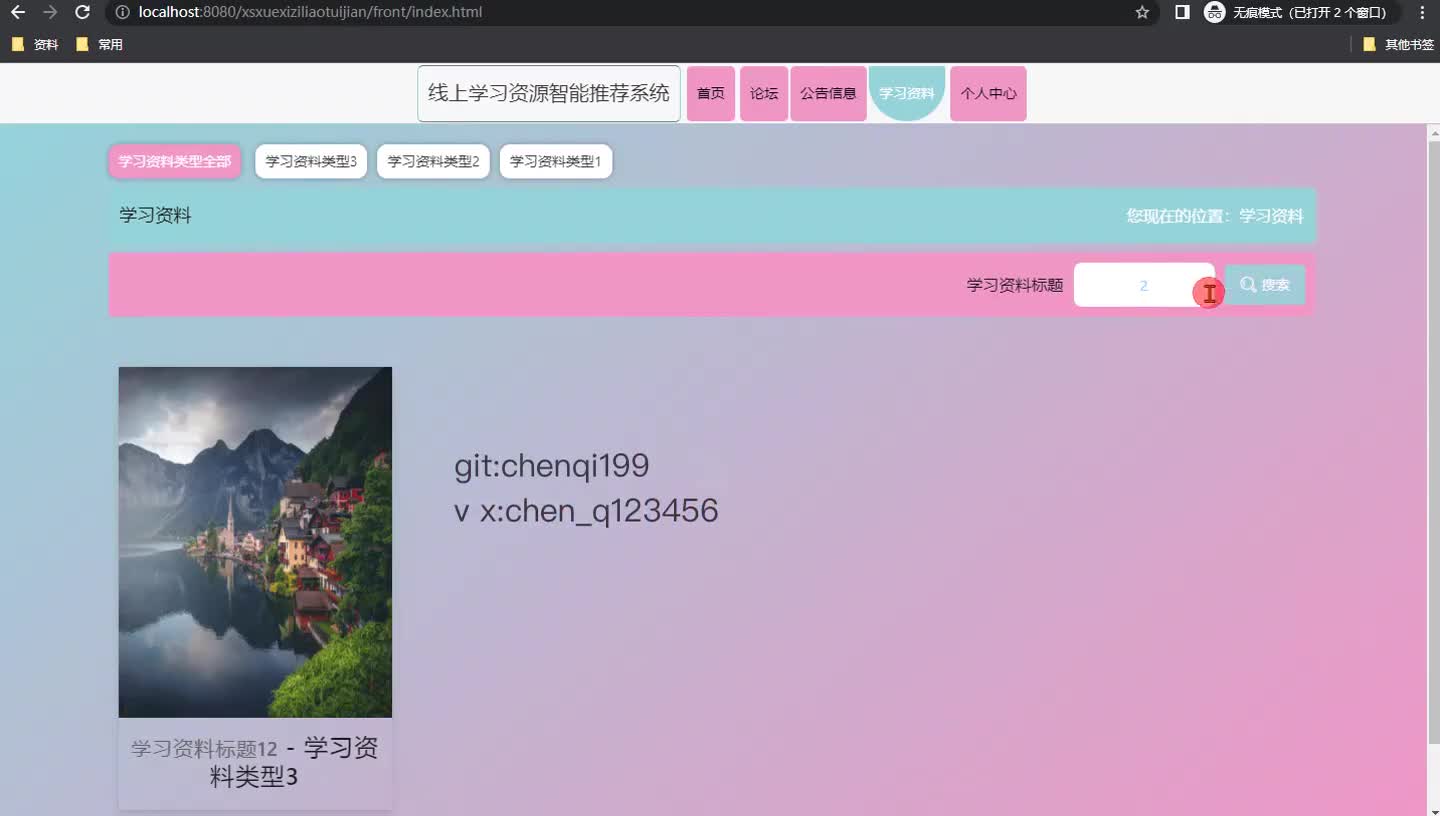 localhost:8080/xsxuexiziliaotuijian/front/index.html
无痕模式（已打开 2 个窗口）
资料
常用
其他书签
线上学习资源智能推荐系统
首页
论坛
公告信息
学习资料
个人中心
学习资料类型全部
学习资料类型3
学习资料类型2
学习资料类型1
学习资料
您现在的位置：学习资料
学习资料标题
2
搜索
git:chenqi199
v x:chen_q123456
学习资料标题12 - 学习资
料类型3